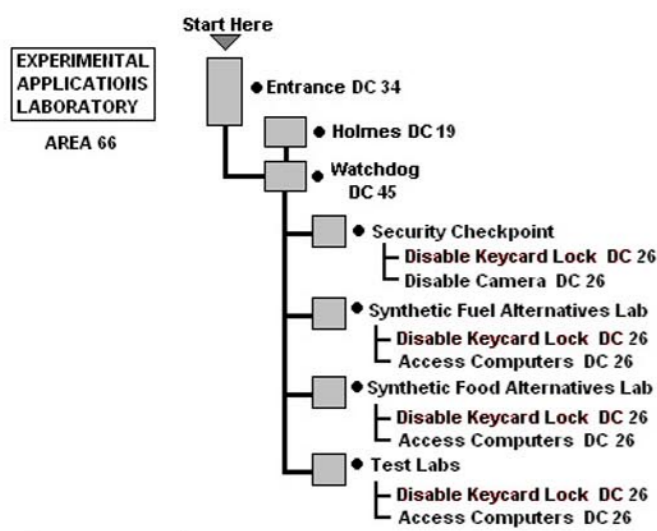 Start Here
EXPERIMENTAL
APPLICATIONS
LABORATORY
AREA 66
Entrance DC 34
Holmes DC 19
Watchdog
DC 45
Security Checkpoint
Disable Keycard Lock DC 26
Disable Camera DC 26
Synthetic Fuel Alternatives Lab
Disable Keycard Lock DC 26
Access Computers DC 26
Synthetic Food Alternatives Lab
Disable Keycard Lock DC 26
Access Computers DC 26
Test Labs
Disable Keycard Lock DC 26
Access Computers DC 26